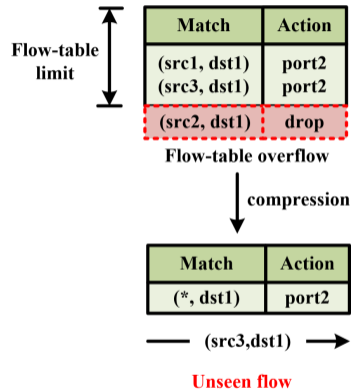 Flow-table limit
Match Action
(src1, dst1) port2
(src3, dst1) port2
(src2, dst1) drop
Flow-table overflow
compression
Match Action
(*, dst1) port2
(src3,dst1)
Unseen flow